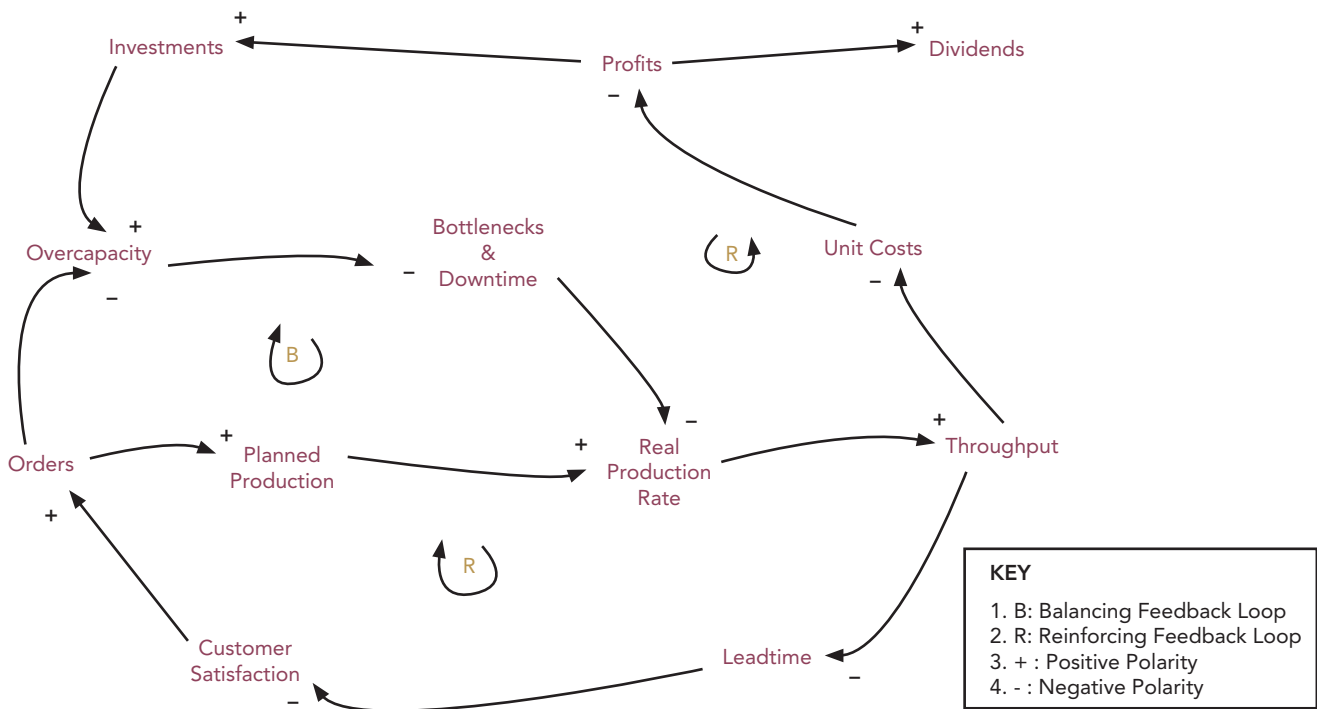 +
Investments
+
Profits
+
Dividends
−
+
Overcapacity
−
−
Bottlenecks
&
Downtime
R
Unit Costs
−
B
Orders
+
Planned
Production
+
−
Real
Production
Rate
+
Throughput
+
R
Customer
Satisfaction
−
Leadtime
−
KEY
1. B: Balancing Feedback Loop
2. R: Reinforcing Feedback Loop
3. + : Positive Polarity
4. - : Negative Polarity